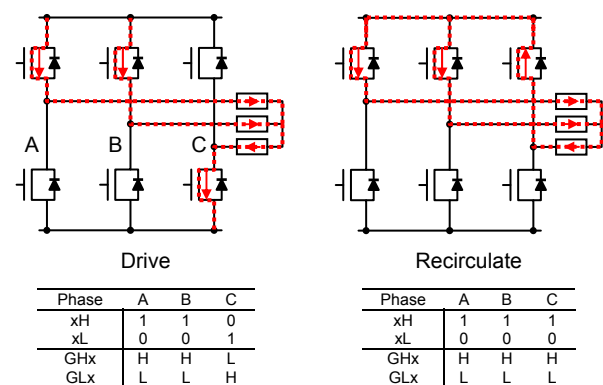 A B C
Drive
Recirculate
Phase A B C
xH 1 1 0
xL 0 0 1
GHx H H L
GLx L L H
Phase A B C
xH 1 1 1
xL 0 0 0
GHx H H H
GLx L L L